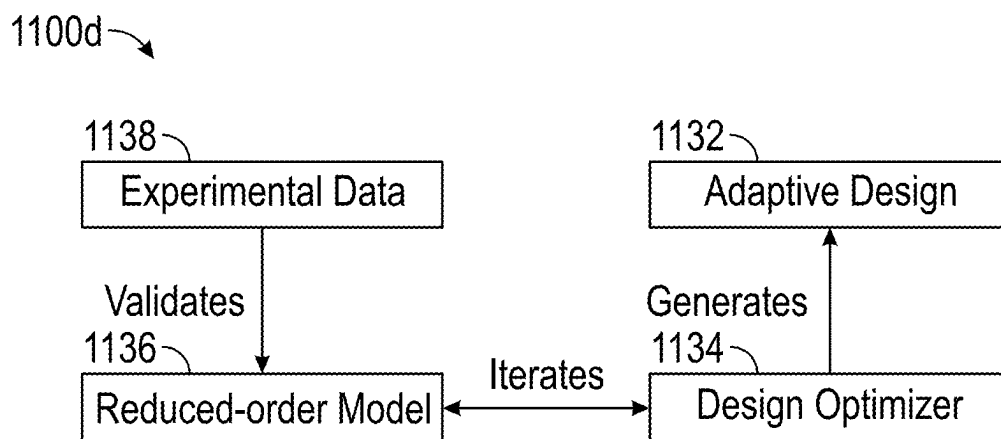 1100d
1138
1132
Experimental Data
Adaptive Design
Validates
Generates
1136
1134
Iterates
Reduced-order Model
Design Optimizer